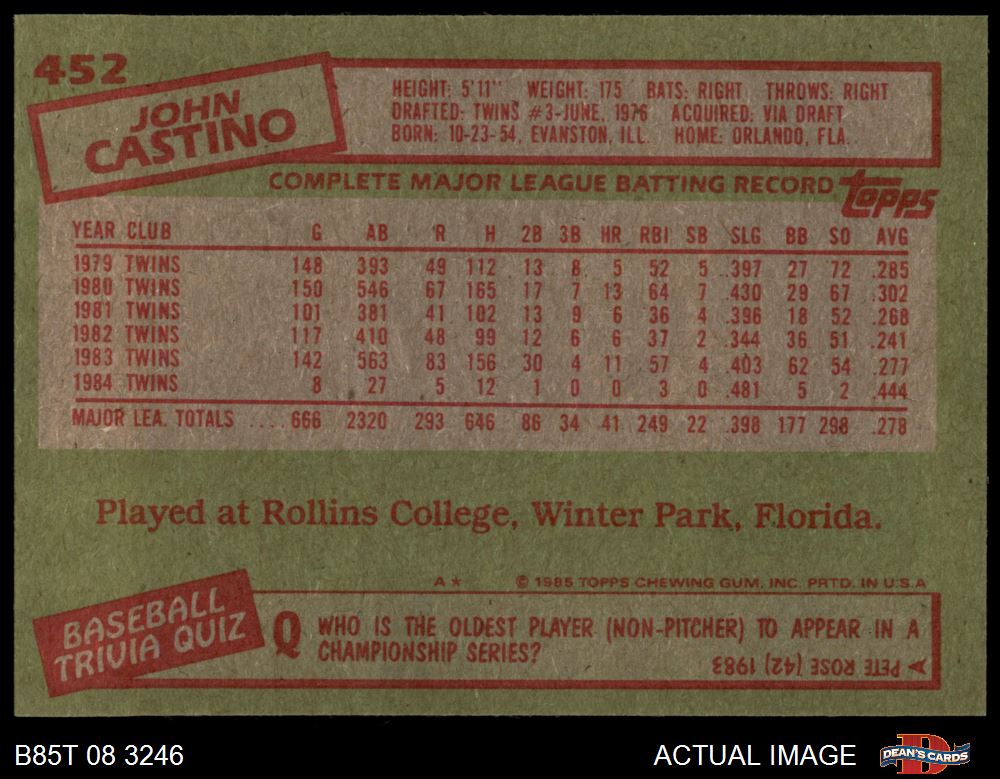 452
JOHN
CASTINO
HEIGHT: 5'11" WEIGHT: 175 BATS: RIGHT THROWS: RIGHT
DRAFTED: TWINS #3-JUNE, 1976 ACQUIRED: VIA DRAFT
BORN: 10-23-54, EVANSTON, ILL. HOME: ORLANDO, FLA.
COMPLETE MAJOR LEAGUE BATTING RECORD
topps
YEAR CLUB G AB R H 2B 3B HR RBI SB SLG BB SO AVG
1979 TWINS 148 393 49 112 13 8 5 52 5 .397 27 72 .285
1980 TWINS 150 546 67 165 17 7 13 64 7 .430 29 67 .302
1981 TWINS 101 381 41 102 13 9 6 36 4 .396 18 52 .268
1982 TWINS 117 410 48 99 12 6 6 37 2 .344 36 51 .241
1983 TWINS 142 563 83 156 30 4 11 57 4 .403 62 54 .277
1984 TWINS 8 27 5 12 1 0 0 3 0 .481 5 2 .444
MAJOR LEA. TOTALS .... 666 2320 293 646 86 34 41 249 22 .398 177 298 .278
Played at Rollins College, Winter Park, Florida.
A* © 1985 TOPPS CHEWING GUM, INC. PRTD. IN U.S.A
BASEBALL
TRIVIA QUIZ
Q WHO IS THE OLDEST PLAYER (NON-PITCHER) TO APPEAR IN A
CHAMPIONSHIP SERIES?
A PETE ROSE (42) 1983
B85T 08 3246
ACTUAL IMAGE
D
DEAN'S CARDS